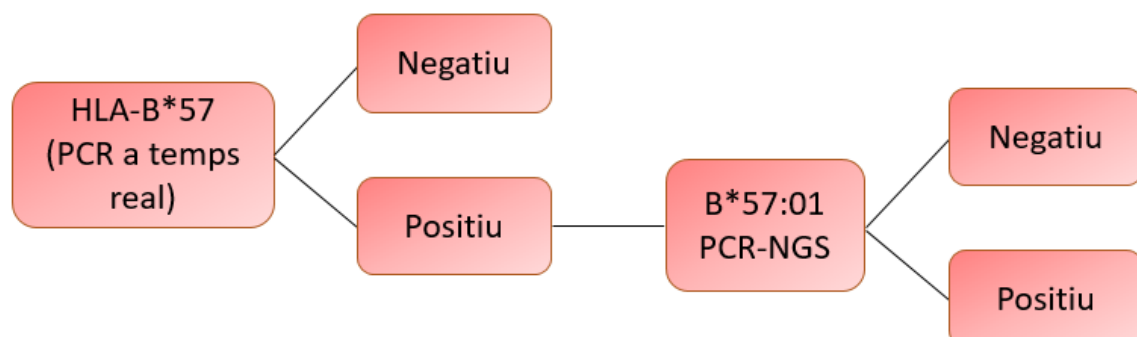 HLA-B*57
(PCR a temps
real)
Negatiu
Positiu
B*57:01
PCR-NGS
Negatiu
Positiu